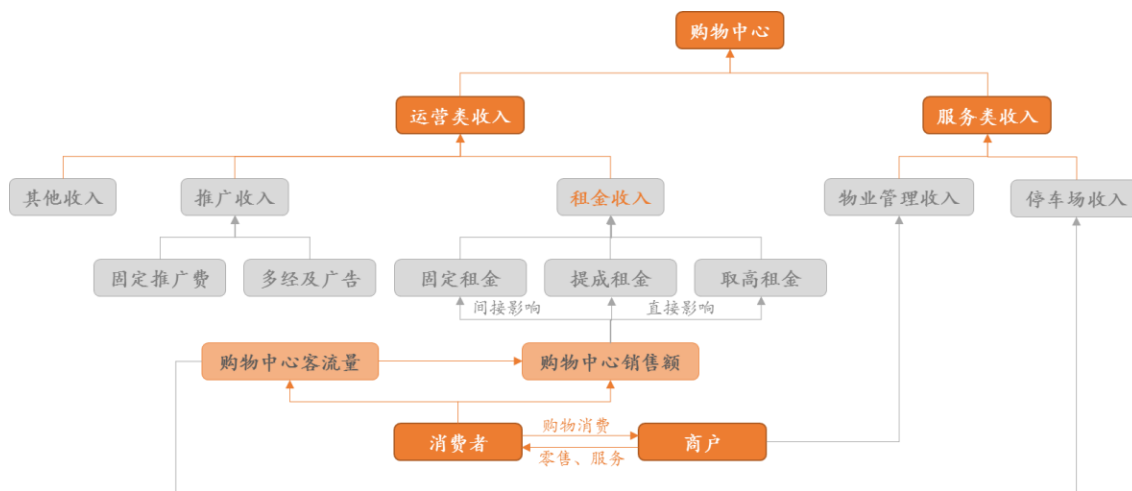 购物中心
运营类收入
服务类收入
其他收入
推广收入
租金收入
物业管理收入
停车场收入
固定推广费
多经及广告
固定租金
提成租金
取高租金
间接影响
直接影响
购物中心客流量
购物中心销售额
购物消费
消费者
商户
零售、服务